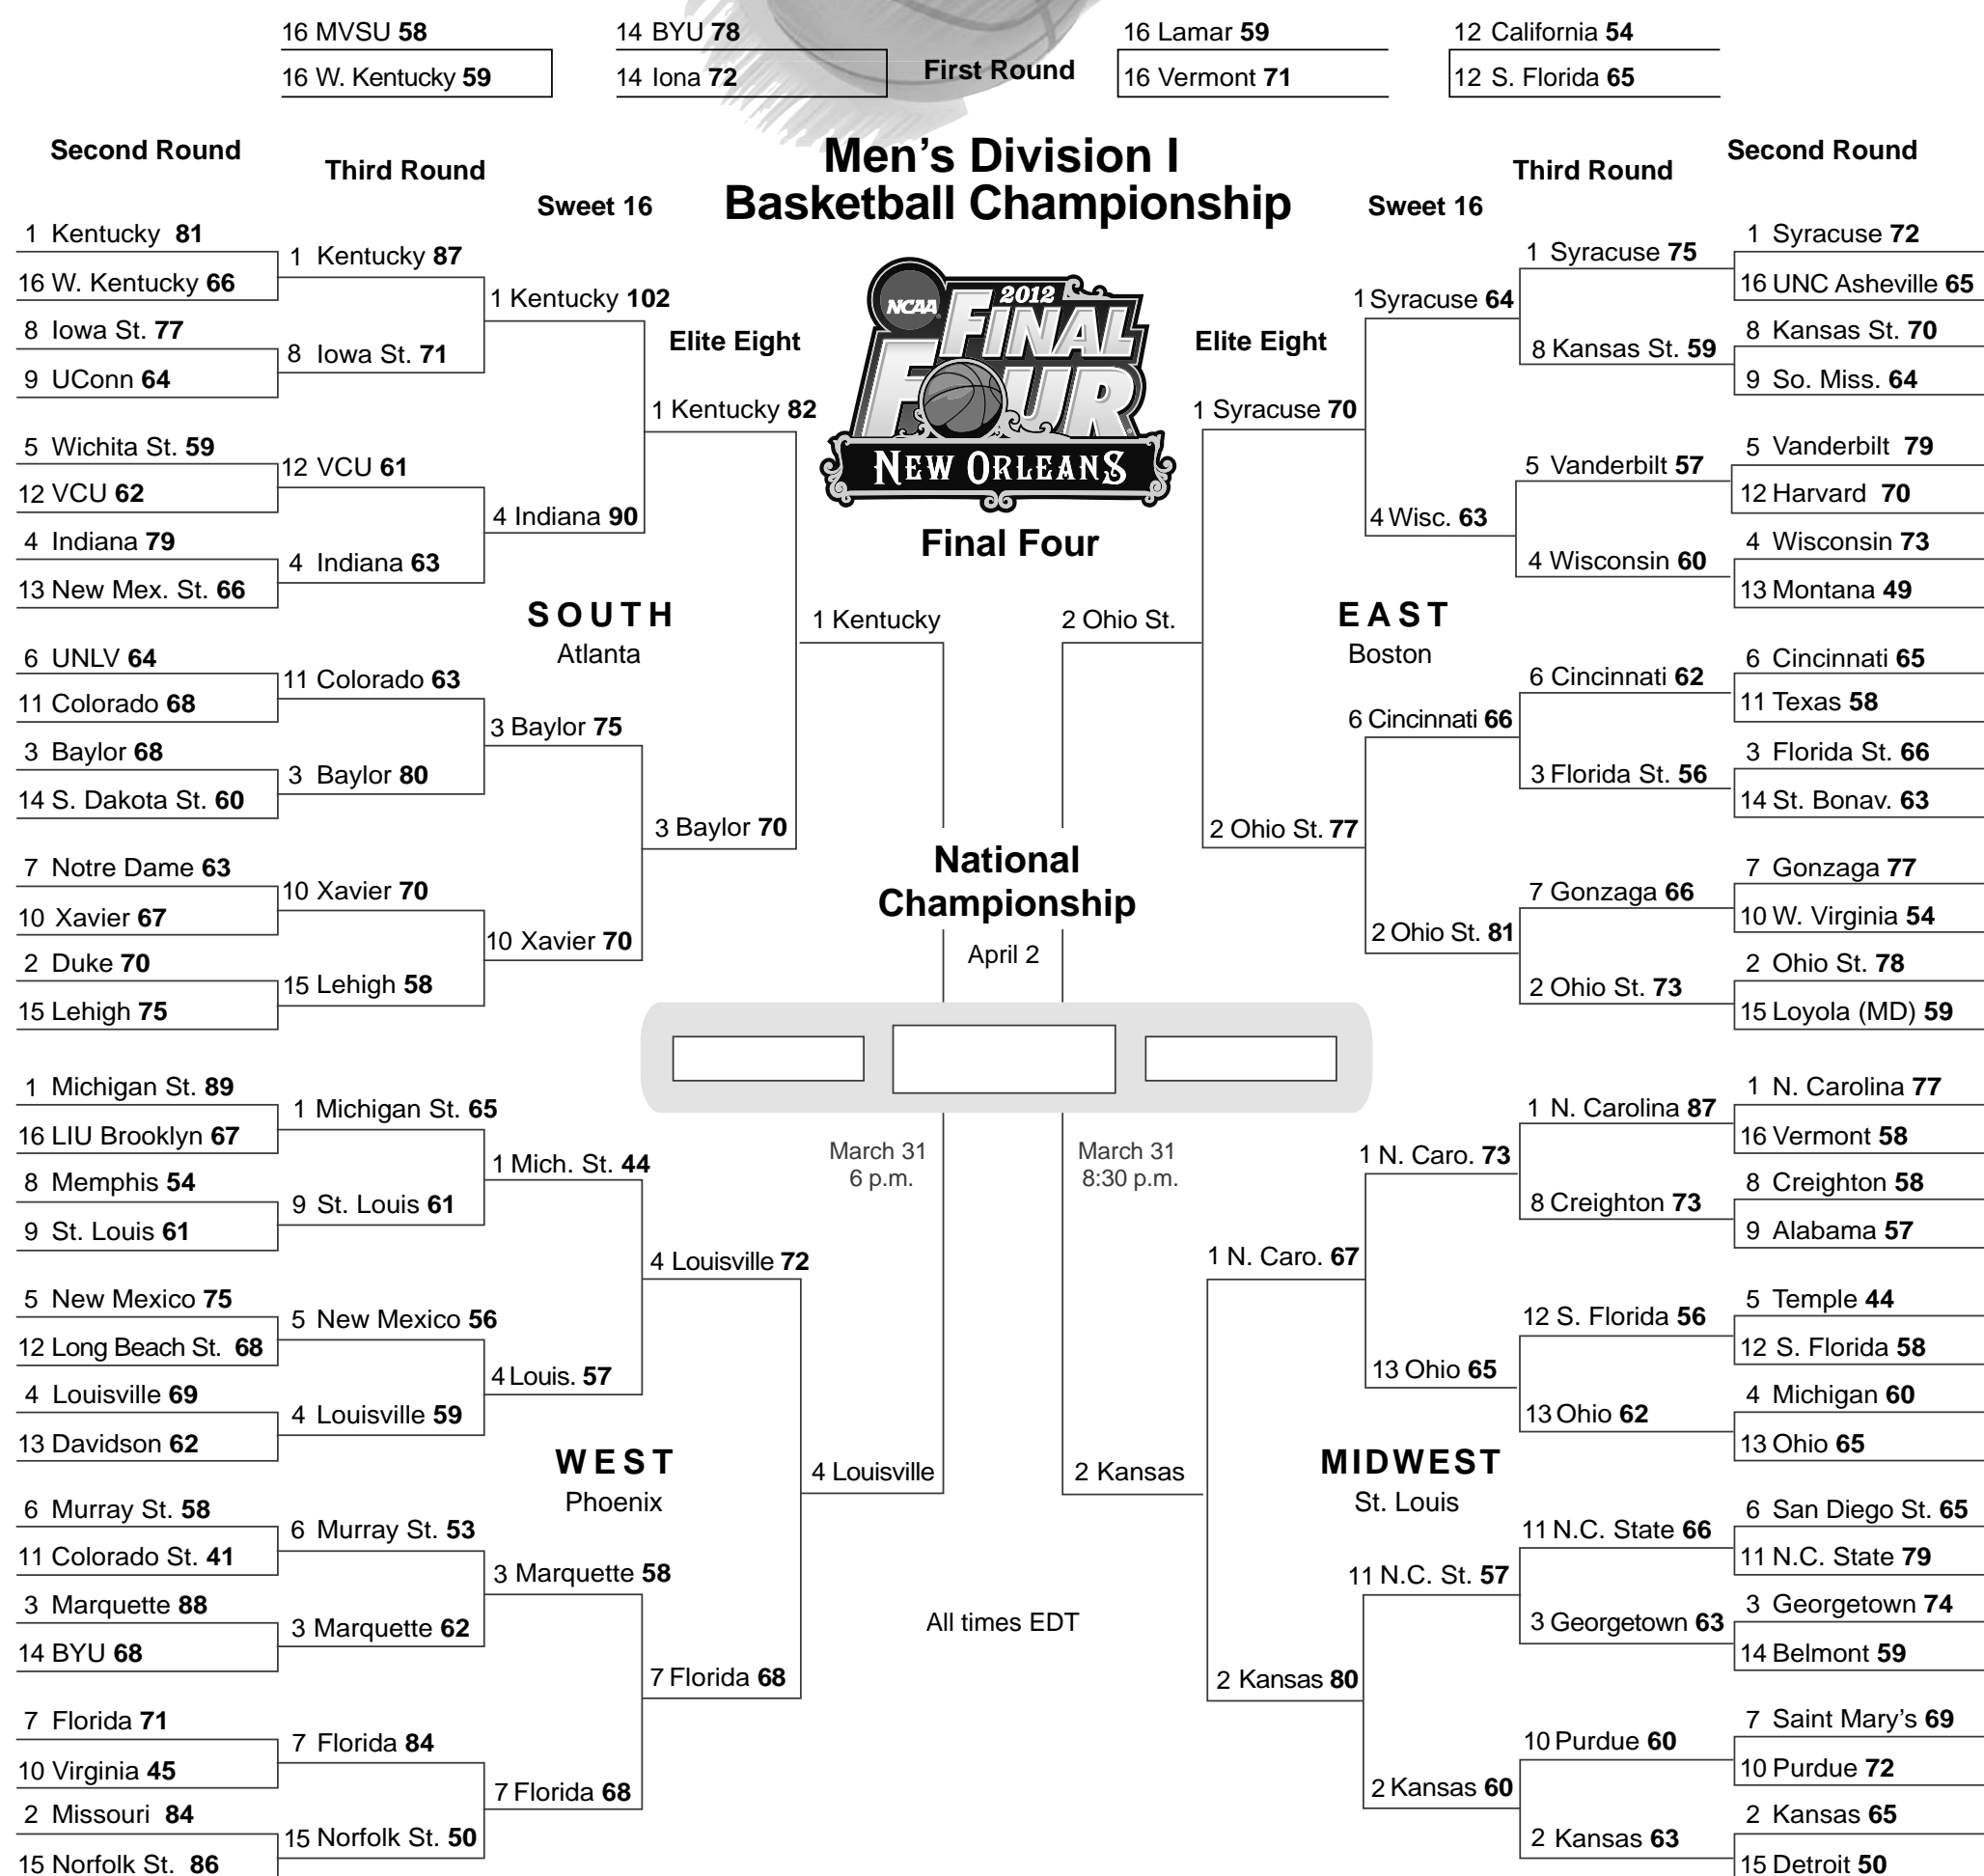 16 MVSU 58
16 W. Kentucky 59
14 BYU 78
14 Iona 72
First Round
16 Lamar 59
16 Vermont 71
12 California 54
12 S. Florida 65
Men's Division I
Basketball Championship
Second Round
Third Round
Sweet 16
Elite Eight
1 Kentucky 81
16 W. Kentucky 66
8 Iowa St. 77
9 UConn 64
5 Wichita St. 59
12 VCU 62
4 Indiana 79
13 New Mex. St. 66
6 UNLV 64
11 Colorado 68
3 Baylor 68
14 S. Dakota St. 60
7 Notre Dame 63
10 Xavier 67
2 Duke 70
15 Lehigh 75
1 Kentucky 87
8 Iowa St. 71
12 VCU 61
4 Indiana 63
11 Colorado 63
3 Baylor 80
10 Xavier 70
15 Lehigh 58
1 Kentucky 102
4 Indiana 90
3 Baylor 75
10 Xavier 70
1 Kentucky 82
3 Baylor 70
SOUTH
Atlanta
1 Kentucky
NCAA
2012
FINAL
FOUR
NEW ORLEANS
Final Four
Sweet 16
Third Round
Second Round
Elite Eight
1 Syracuse 72
16 UNC Asheville 65
8 Kansas St. 70
9 So. Miss. 64
5 Vanderbilt 79
12 Harvard 70
4 Wisconsin 73
13 Montana 49
6 Cincinnati 65
11 Texas 58
3 Florida St. 66
14 St. Bonav. 63
7 Gonzaga 77
10 W. Virginia 54
2 Ohio St. 78
15 Loyola (MD) 59
1 Syracuse 75
8 Kansas St. 59
5 Vanderbilt 57
4 Wisconsin 60
6 Cincinnati 62
3 Florida St. 56
7 Gonzaga 66
2 Ohio St. 73
1 Syracuse 64
4 Wisc. 63
6 Cincinnati 66
2 Ohio St. 81
1 Syracuse 70
2 Ohio St. 77
EAST
Boston
2 Ohio St.
National
Championship
April 2
1 Michigan St. 89
16 LIU Brooklyn 67
8 Memphis 54
9 St. Louis 61
5 New Mexico 75
12 Long Beach St. 68
4 Louisville 69
13 Davidson 62
6 Murray St. 58
11 Colorado St. 41
3 Marquette 88
14 BYU 68
7 Florida 71
10 Virginia 45
2 Missouri 84
15 Norfolk St. 86
1 Michigan St. 65
9 St. Louis 61
5 New Mexico 56
4 Louisville 59
6 Murray St. 53
3 Marquette 62
7 Florida 84
15 Norfolk St. 50
1 Mich. St. 44
4 Louis. 57
3 Marquette 58
7 Florida 68
4 Louisville 72
7 Florida 68
WEST
Phoenix
4 Louisville
March 31
6 p.m.
March 31
8:30 p.m.
All times EDT
1 N. Carolina 77
16 Vermont 58
8 Creighton 58
9 Alabama 57
5 Temple 44
12 S. Florida 58
4 Michigan 60
13 Ohio 65
6 San Diego St. 65
11 N.C. State 79
3 Georgetown 74
14 Belmont 59
7 Saint Mary's 69
10 Purdue 72
2 Kansas 65
15 Detroit 50
1 N. Carolina 87
8 Creighton 73
12 S. Florida 56
13 Ohio 62
11 N.C. State 66
3 Georgetown 63
10 Purdue 60
2 Kansas 63
1 N. Caro. 73
13 Ohio 65
11 N.C. St. 57
2 Kansas 60
1 N. Caro. 67
2 Kansas 80
MIDWEST
St. Louis
2 Kansas